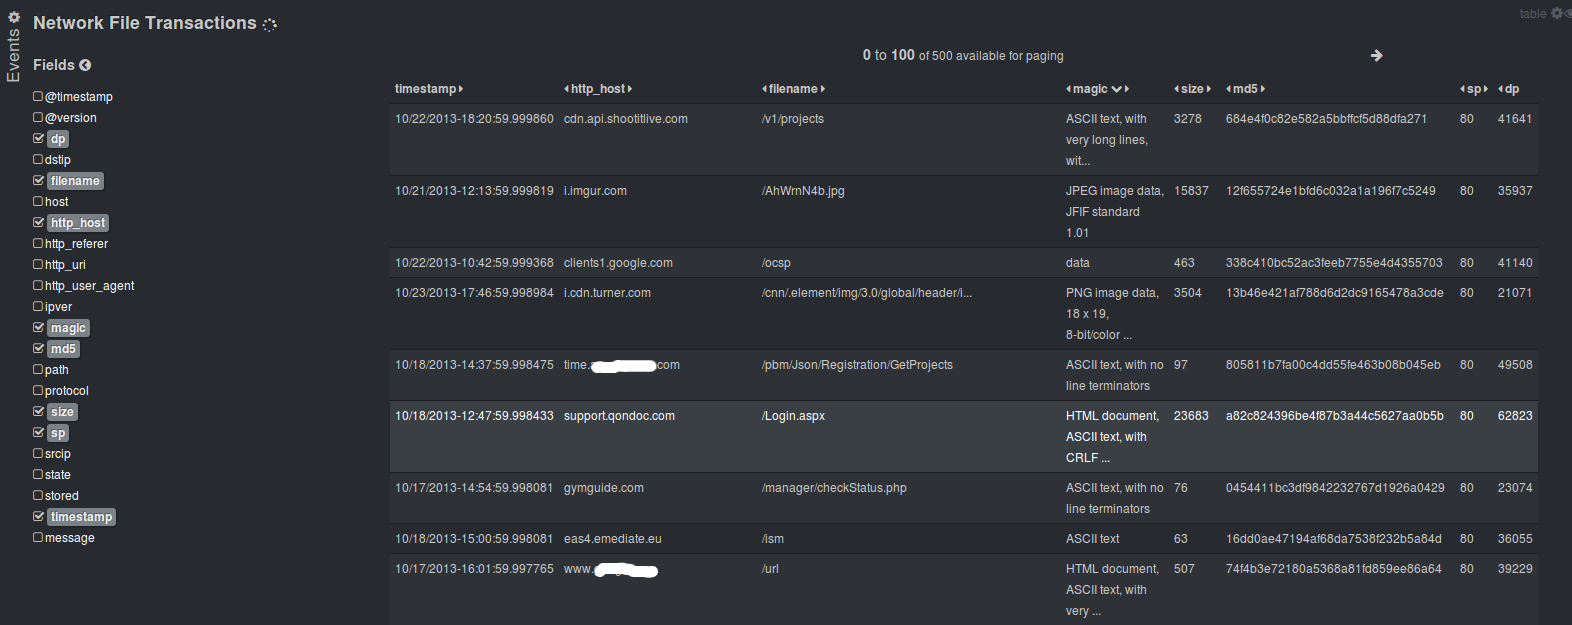 Events
Network File Transactions
table
Fields
0 to 100 of 500 available for paging
@timestamp
@version
dp
dstip
filename
host
http_host
http_referer
http_uri
http_user_agent
ipver
magic
md5
path
protocol
size
sp
srcip
state
stored
timestamp
message
timestamp http_host filename magic size md5 sp dp
10/22/2013-18:20:59.999860 cdn.api.shootitlive.com /v1/projects ASCII text, with 3278 684e4f0c82e582a5bbffcf5d88dfa271 80 41641
very long lines,
wit...
10/21/2013-12:13:59.999819 i.imgur.com /AhWrnN4b.jpg JPEG image data, 15837 12f655724e1bfd6c032a1a196f7c5249 80 35937
JFIF standard
1.01
10/22/2013-10:42:59.999368 clients1.google.com /ocsp data 463 338c410bc52ac3feeb7755e4d4355703 80 41140
10/23/2013-17:46:59.998984 i.cdn.turner.com /cnn/.element/img/3.0/global/header/i... PNG image data, 3504 13b46e421af788d6d2dc9165478a3cde 80 21071
18 x 19,
8-bit/color ...
10/18/2013-14:37:59.998475 time. com /pbm/Json/Registration/GetProjects ASCII text, with no 97 805811b7fa00c4dd55fe463b08b045eb 80 49508
line terminators
10/18/2013-12:47:59.998433 support.qondoc.com /Login.aspx HTML document, 23683 a82c824396be4f87b3a44c5627aa0b5b 80 62823
ASCII text, with
CRLF ...
10/17/2013-14:54:59.998081 gymguide.com /manager/checkStatus.php ASCII text, with no 76 0454411bc3df9842232767d1926a0429 80 23074
line terminators
10/18/2013-15:00:59.998081 eas4.emediate.eu /ism ASCII text 63 16dd0ae47194af68da7538f232b5a84d 80 36055
10/17/2013-16:01:59.997765 www. /url HTML document, 507 74f4b3e72180a5368a81fd859ee86a64 80 39229
ASCII text, with
very ...